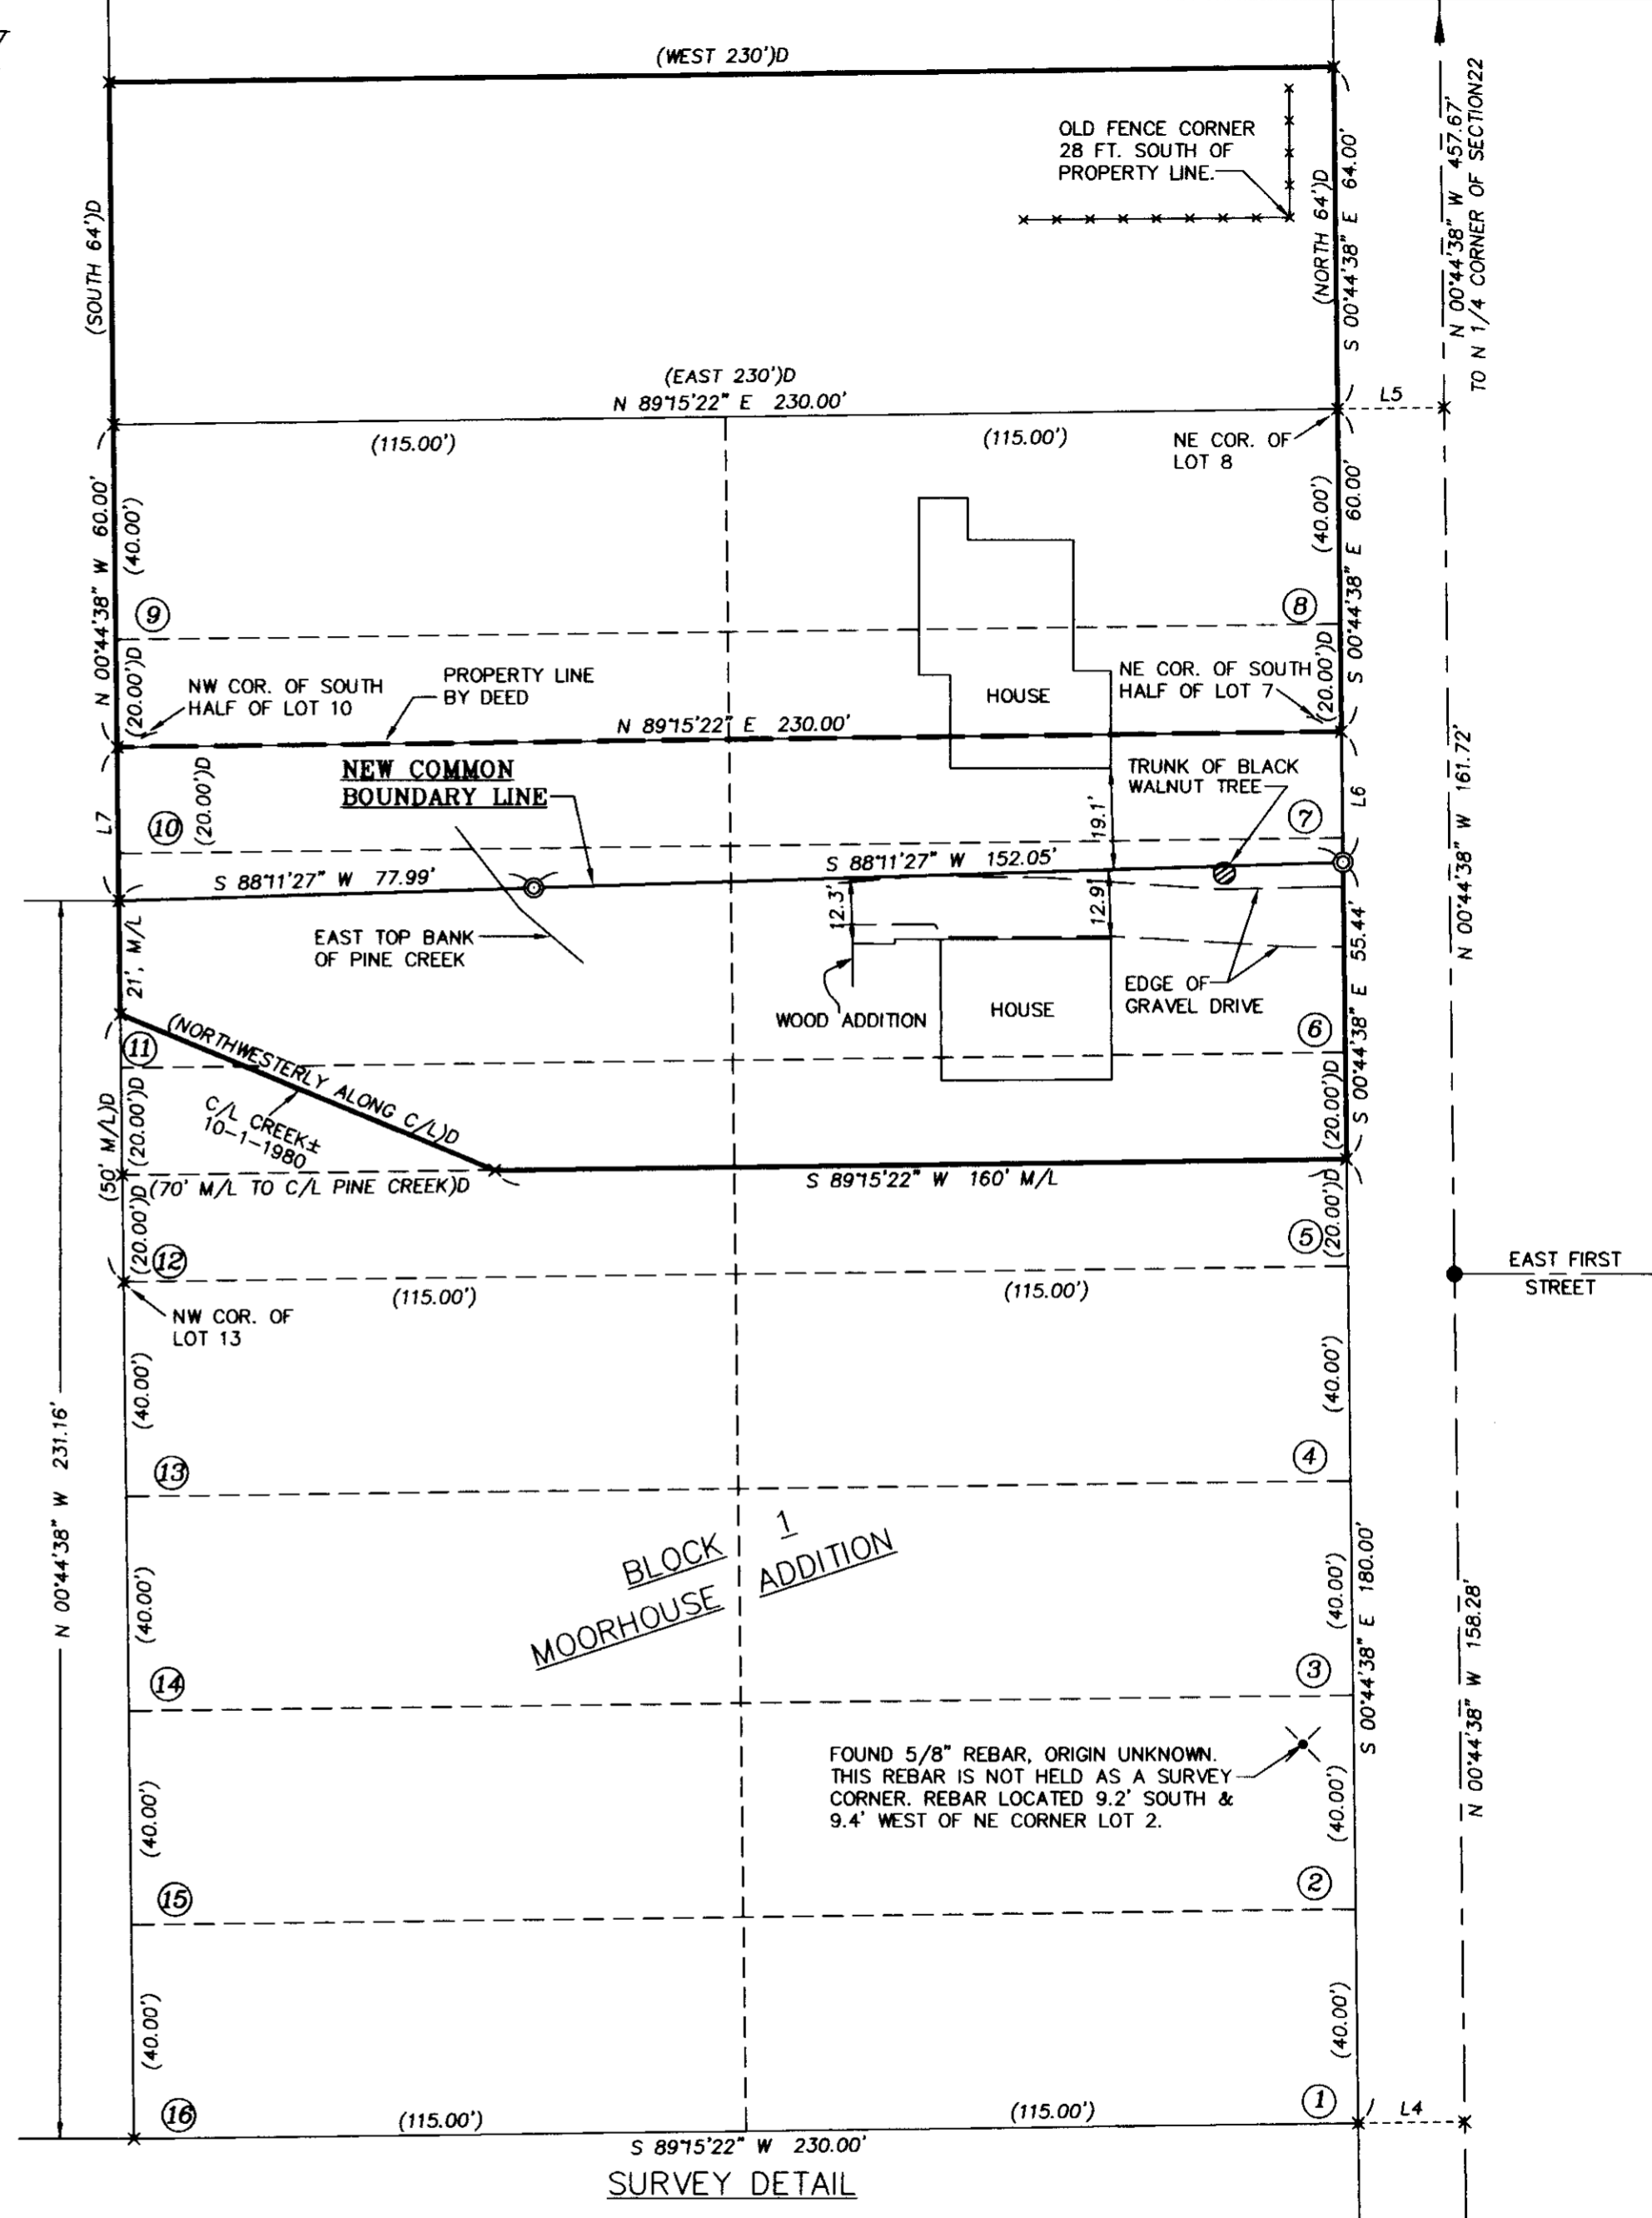 (WEST 230')D
OLD FENCE CORNER
28 FT. SOUTH OF
PROPERTY LINE.
(SOUTH 64')D
(NORTH 64')D
S 00°44'38" E 64.00'
N 00°44'38" W 457.67'
TO N 1/4 CORNER OF SECTION22
(EAST 230')D
N 89°15'22" E 230.00'
L5
(115.00')
(115.00')
NE COR. OF
LOT 8
N 00°44'38" W 60.00'
(40.00')
(40.00')
S 00°44'38" E 60.00'
9
8
(20.00')D
NW COR. OF SOUTH
HALF OF LOT 10
PROPERTY LINE
BY DEED
HOUSE
NE COR. OF SOUTH
HALF OF LOT 7
(20.00')D
S 00°44'38" E
N 89°15'22" E 230.00'
NEW COMMON
BOUNDARY LINE
(20.00')D
TRUNK OF BLACK
WALNUT TREE
L7
10
19.1'
7
L6
N 00°44'38" W 161.72'
S 88°11'27" W 77.99'
S 88°11'27" W 152.05'
21', M/L
EAST TOP BANK
OF PINE CREEK
12.3'
12.9'
EDGE OF
GRAVEL DRIVE
WOOD ADDITION
HOUSE
S 00°44'38" E 55.44'
(NORTHWESTERLY ALONG C/L)D
11
6
C/L CREEK±
10-1-1980
(50' M/L)D
(20.00')D
(20.00')D
(70' M/L TO C/L PINE CREEK)D
S 89°15'22" W 160' M/L
(20.00')D
(20.00')D
12
5
EAST FIRST
STREET
(115.00')
(115.00')
NW COR. OF
LOT 13
(40.00')
(40.00')
N 00°44'38" W 231.16'
13
4
BLOCK 1
MOORHOUSE ADDITION
(40.00')
(40.00')
S 00°44'38" E 180.00'
N 00°44'38" W 158.28'
14
3
FOUND 5/8" REBAR, ORIGIN UNKNOWN.
THIS REBAR IS NOT HELD AS A SURVEY
CORNER. REBAR LOCATED 9.2' SOUTH &
9.4' WEST OF NE CORNER LOT 2.
(40.00')
(40.00')
15
2
(40.00')
(40.00')
16
(115.00')
(115.00')
1
L4
S 89°15'22" W 230.00'
SURVEY DETAIL